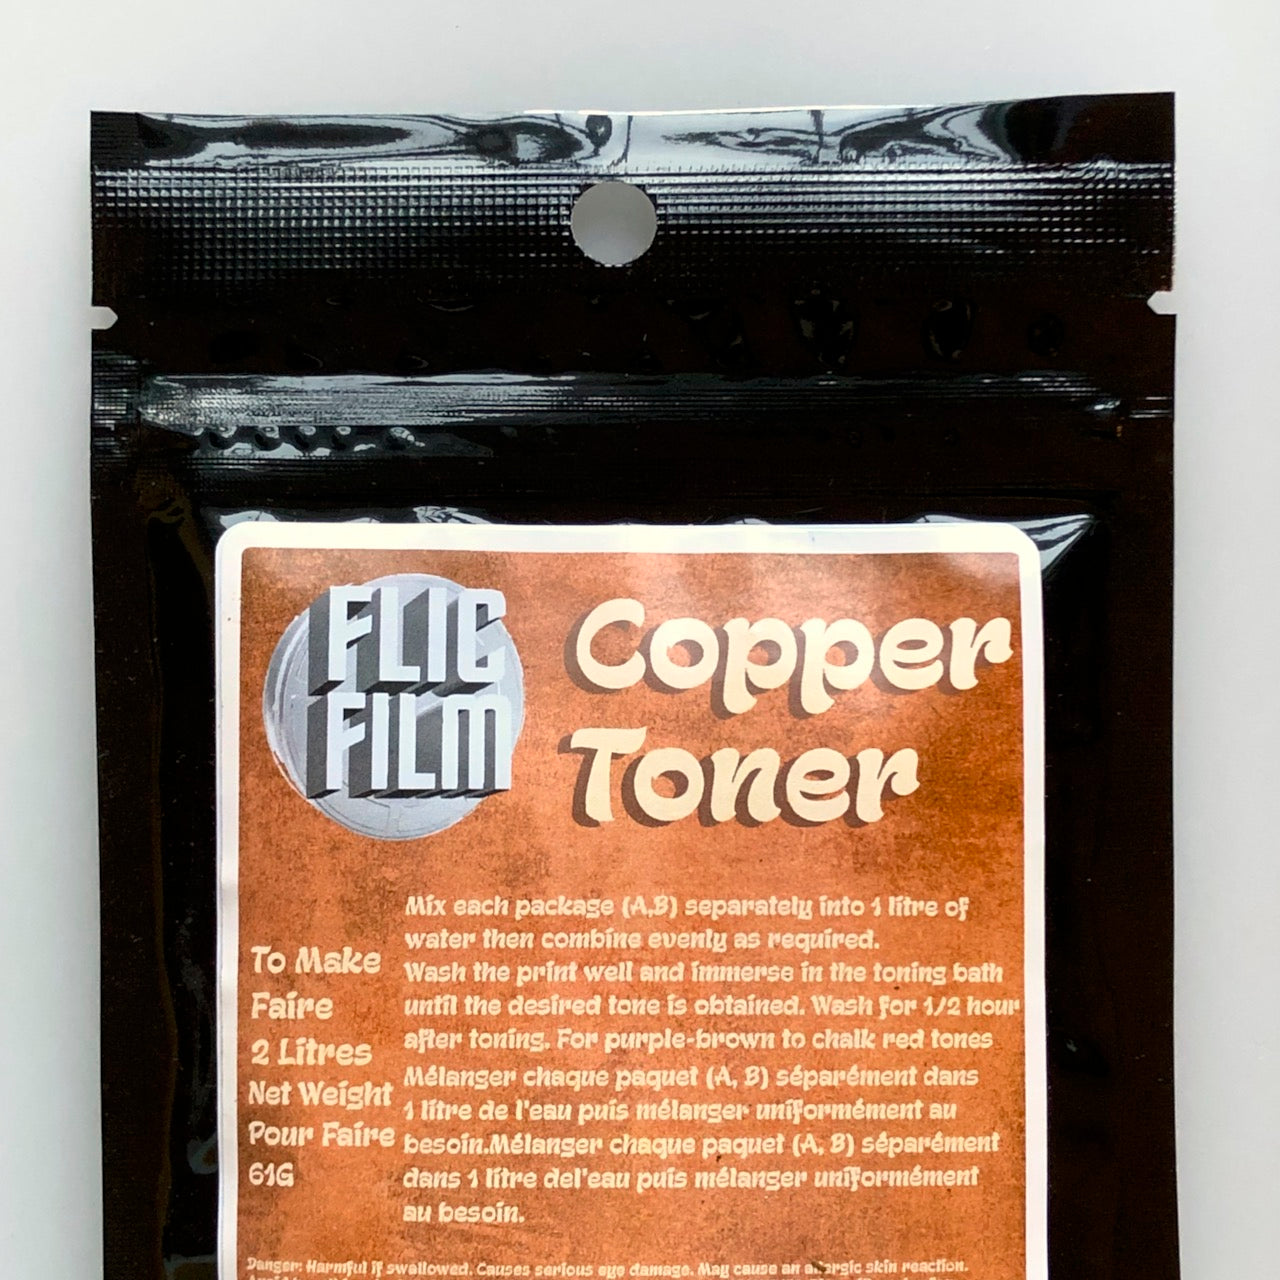 FLIC
FILM
Copper
Toner
To Make
Faire
2 Litres
Net Weight
Pour Faire
61G
Mix each package (A,B) separately into 1 litre of
water then combine evenly as required.
Wash the print well and immerse in the toning bath
until the desired tone is obtained. Wash for 1/2 hour
after toning. For purple-brown to chalk red tones
Mélanger chaque paquet (A, B) séparément dans
1 litre de l'eau puis mélanger uniformément au
besoin.Mélanger chaque paquet (A, B) séparément
dans 1 litre del'eau puis mélanger uniformément
au besoin.
Danger: Harmful if swallowed. Causes serious eye damage. May cause an allergic skin reaction.